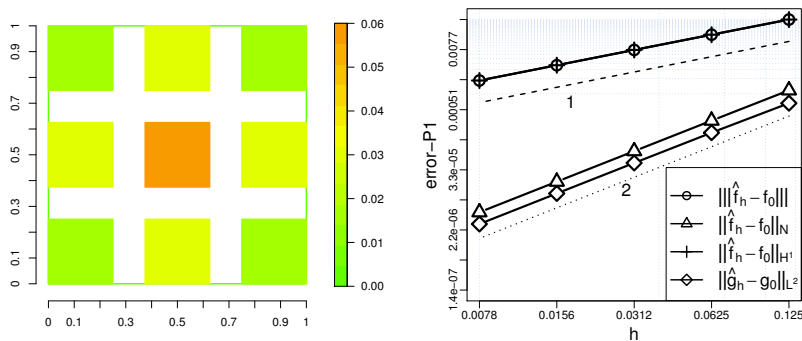 1
0.9
0.7
0.5
0.3
0.1
0
0 0.1 0.3 0.5 0.7 0.9 1
0.06
0.05
0.04
0.03
0.02
0.01
0.00
error−P1
0.0077
0.00051
3.3e−05
2.2e−06
1.4e−07
1
2
|||f̂h − f0|||
||f̂h − f0||N
||f̂h − f0||H¹
||ĝh − g0||L²
0.0078 0.0156 0.0312 0.0625 0.125
h